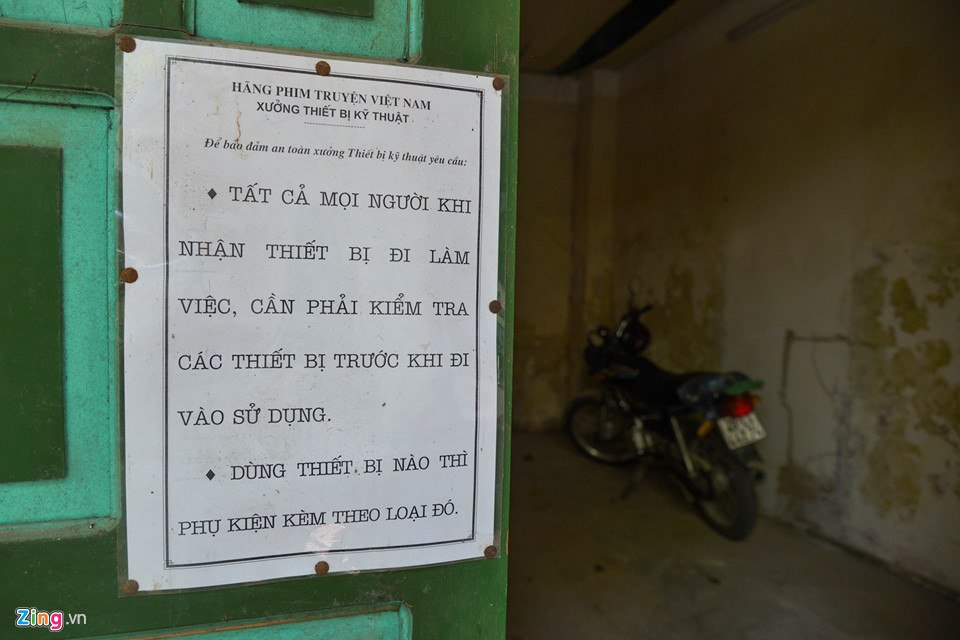 HÃNG PHIM TRUYỆN VIỆT NAM
XƯỞNG THIẾT BỊ KỸ THUẬT
Để bảo đảm an toàn xưởng Thiết bị kỹ thuật yêu cầu:
♦ TẤT CẢ MỌI NGƯỜI KHI
NHẬN THIẾT BỊ ĐI LÀM
VIỆC, CẦN PHẢI KIỂM TRA
CÁC THIẾT BỊ TRƯỚC KHI ĐI
VÀO SỬ DỤNG.
♦ DÙNG THIẾT BỊ NÀO THÌ
PHỤ KIỆN KÈM THEO LOẠI ĐÓ.
Zing.vn